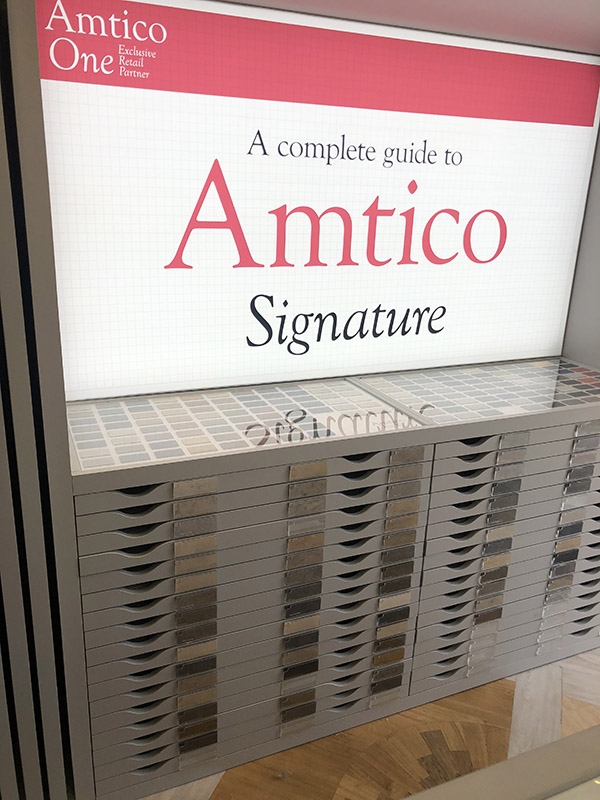 Amtico
One Exclusive
Retail
Partner
A complete guide to
Amtico
Signature